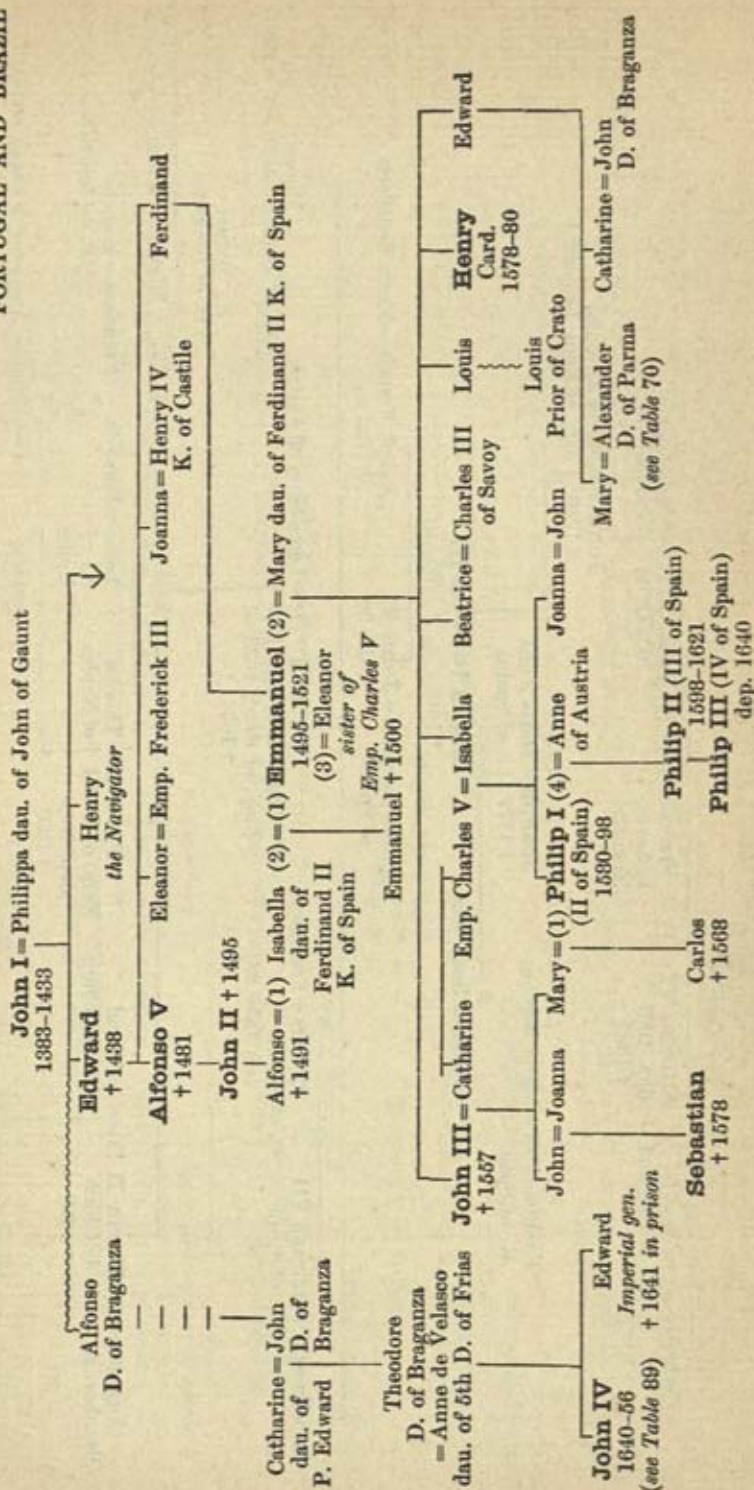 PORTUGAL AND BRAZIL
John I = Philippa dau. of John of Gaunt
1383–1433
Alfonso
D. of Braganza
Edward
† 1438
Henry
the Navigator
Alfonso V
† 1481
Eleanor = Emp. Frederick III
Joanna = Henry IV
K. of Castile
Ferdinand
John II † 1495
Catharine = John
dau. of D. of
P. Edward Braganza
Alfonso = (1) Isabella (2) = (1) Emmanuel (2) = Mary dau. of Ferdinand II K. of Spain
† 1491 dau. of 1495–1521
Ferdinand II (3) = Eleanor
K. of Spain sister of
Emp. Charles V
Emmanuel † 1500
Theodore
D. of Braganza
= Anne de Velasco
dau. of 5th D. of Frias
John III = Catharine
† 1557
Emp. Charles V = Isabella
Beatrice = Charles III
of Savoy
Louis
Louis
Prior of Crato
Henry
Card.
1578–80
Edward
John IV
1640–56
(see Table 89)
Edward
Imperial gen.
† 1641 in prison
John = Joanna
Mary = (1) Philip I (4) = Anne
(II of Spain) of Austria
1580–98
Joanna = John
Mary = Alexander
D. of Parma
(see Table 70)
Catharine = John
D. of Braganza
Sebastian
† 1578
Carlos
† 1568
Philip II (III of Spain)
1598–1621
Philip III (IV of Spain)
dep. 1640